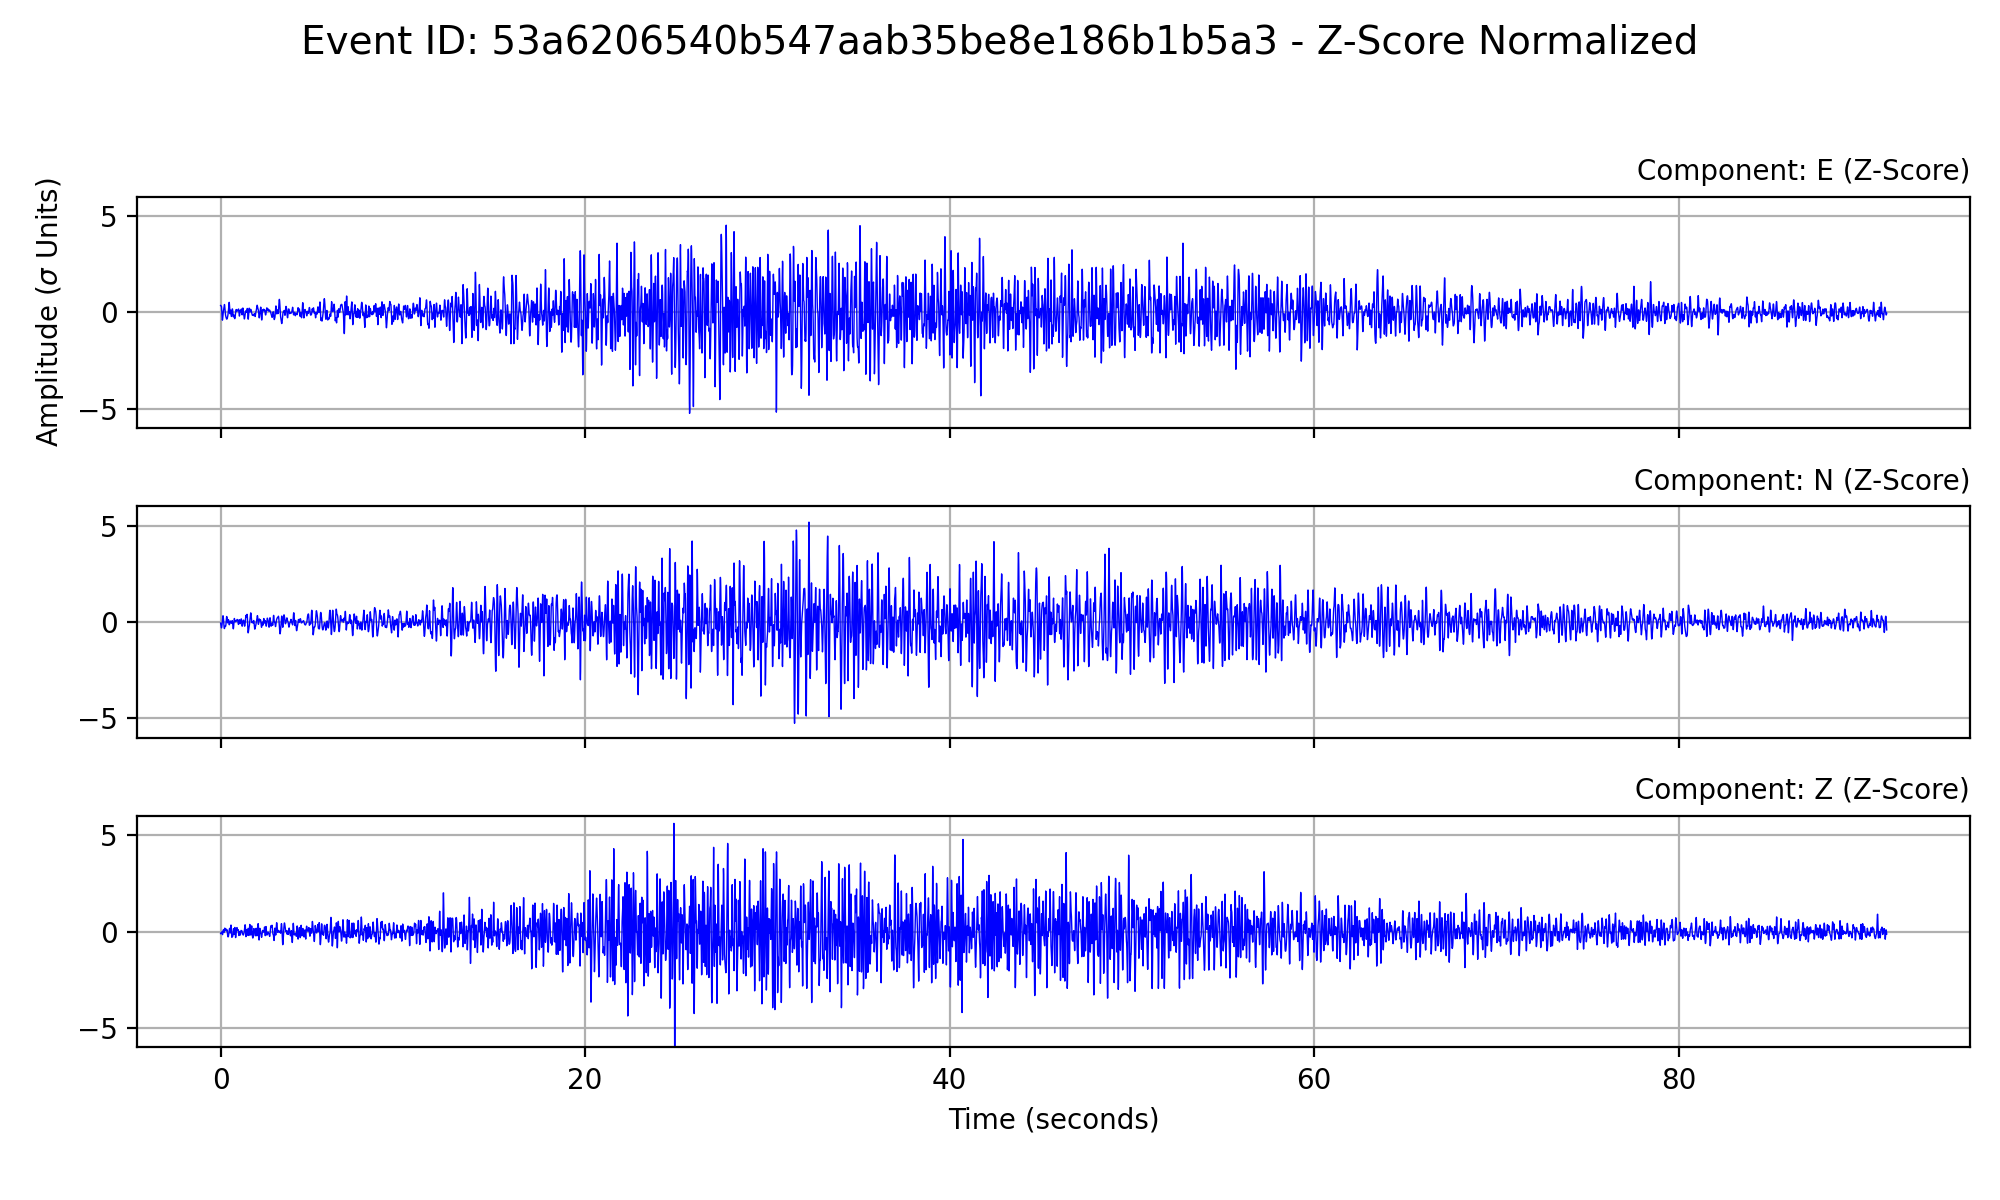 Event ID: 53a6206540b547aab35be8e186b1b5a3 - Z-Score Normalized
Component: E (Z-Score)
Amplitude (σ Units)
5
0
−5
Component: N (Z-Score)
5
0
−5
Component: Z (Z-Score)
5
0
−5
0 20 40 60 80
Time (seconds)